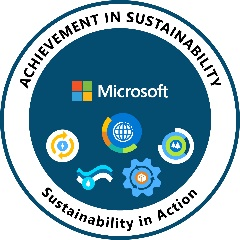 ACHIEVEMENT IN SUSTAINABILITY
Microsoft
Sustainability in Action